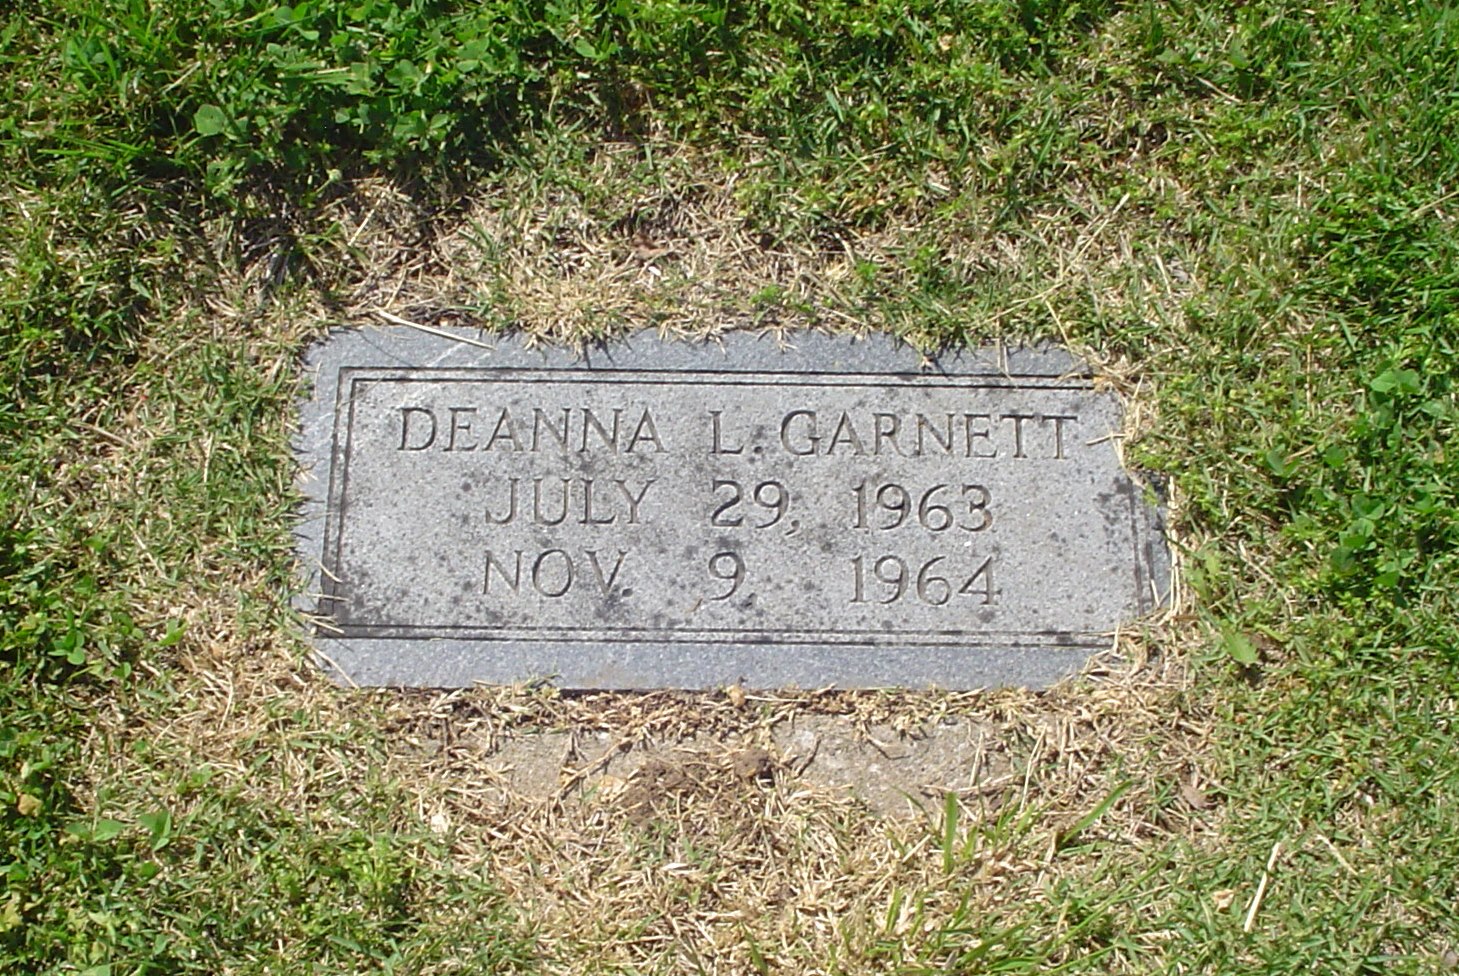 DEANNA L. GARNETT
JULY 29, 1963
NOV. 9, 1964